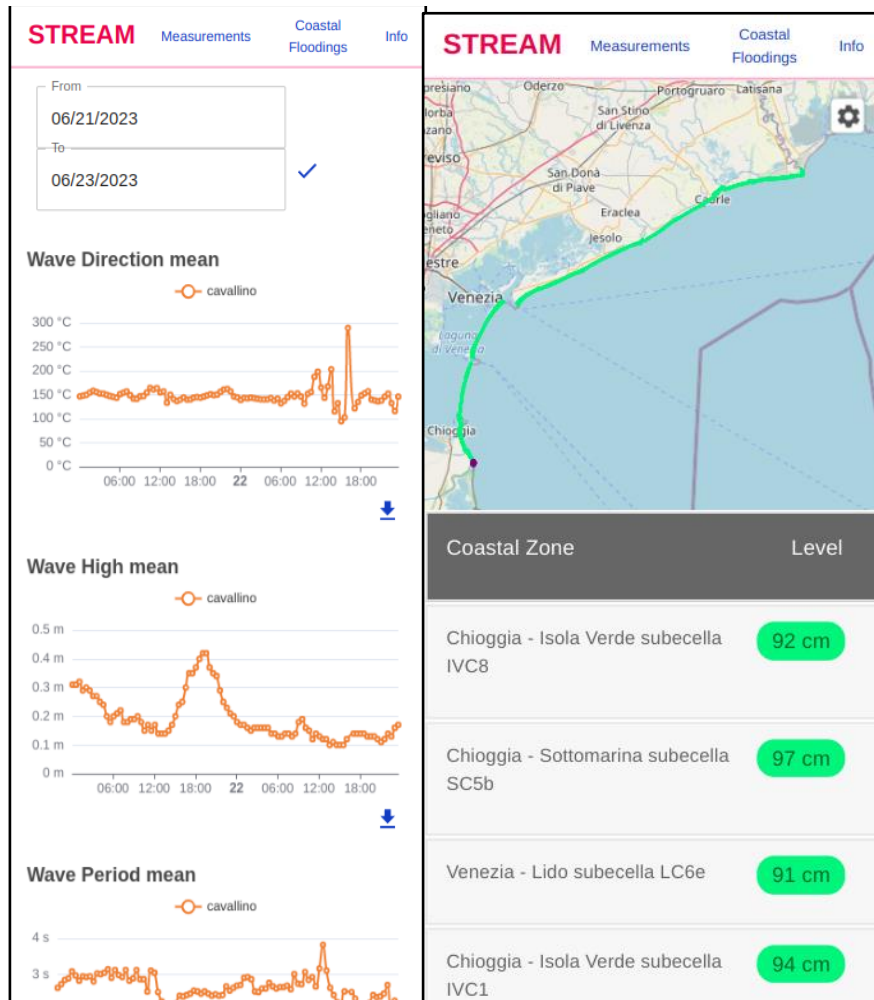 STREAM
Measurements
Coastal
Floodings
Info
From
06/21/2023
To
06/23/2023
Wave Direction mean
cavallino
300 °C
250 °C
200 °C
150 °C
100 °C
50 °C
0 °C
06:00 12:00 18:00 22 06:00 12:00 18:00
Wave High mean
cavallino
0.5 m
0.4 m
0.3 m
0.2 m
0.1 m
0 m
06:00 12:00 18:00 22 06:00 12:00 18:00
Wave Period mean
cavallino
4 s
3 s
STREAM
Measurements
Coastal
Floodings
Info
Oderzo
Portogruaro
Latisana
San Stino
di Livenza
San Donà
di Piave
Eraclea
Jesolo
Venezia
Laguna
Chioggia
Coastal Zone Level
Chioggia - Isola Verde subecella
IVC8
92 cm
Chioggia - Sottomarina subecella
SC5b
97 cm
Venezia - Lido subecella LC6e
91 cm
Chioggia - Isola Verde subecella
IVC1
94 cm